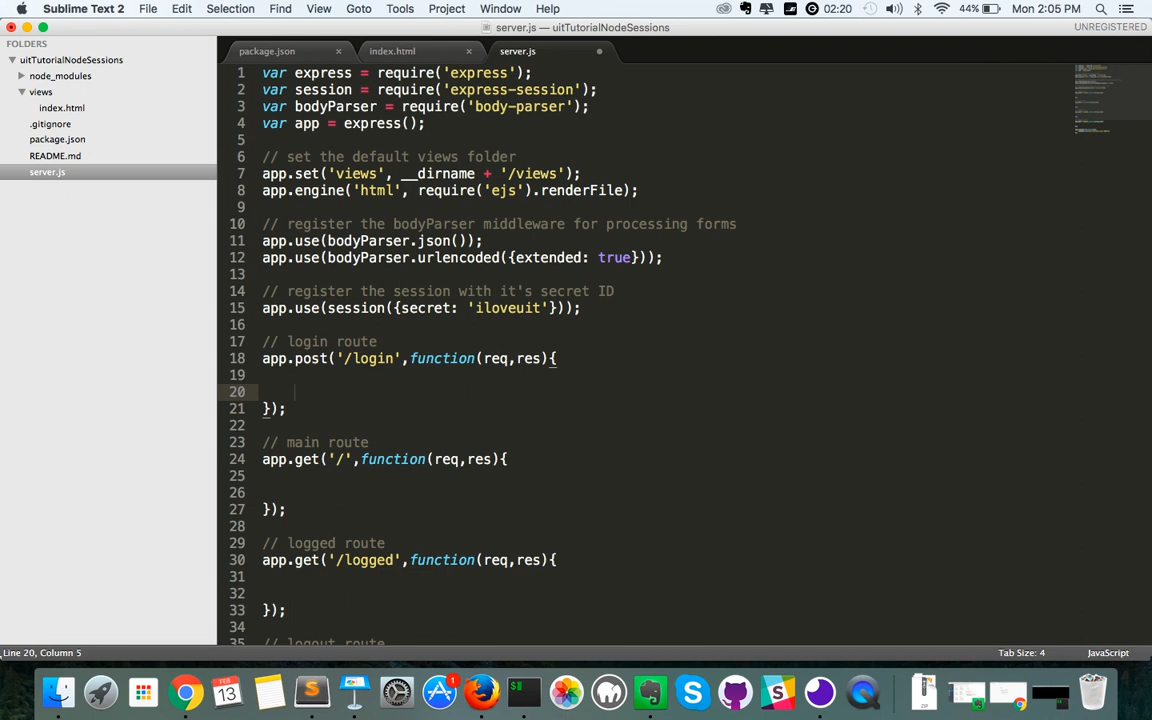 Sublime Text 2 File Edit Selection Find View Goto Tools Project Window Help 02:20 44% Mon 2:05 PM
server.js — uitTutorialNodeSessions UNREGISTERED
FOLDERS
uitTutorialNodeSessions
node_modules
views
index.html
.gitignore
package.json
README.md
server.js
package.json × index.html × server.js
1 var express = require('express');
2 var session = require('express-session');
3 var bodyParser = require('body-parser');
4 var app = express();
5
6 // set the default views folder
7 app.set('views', __dirname + '/views');
8 app.engine('html', require('ejs').renderFile);
9
10 // register the bodyParser middleware for processing forms
11 app.use(bodyParser.json());
12 app.use(bodyParser.urlencoded({extended: true}));
13
14 // register the session with it's secret ID
15 app.use(session({secret: 'iloveuit'}));
16
17 // login route
18 app.post('/login',function(req,res){
19
20
21 });
22
23 // main route
24 app.get('/',function(req,res){
25
26
27 });
28
29 // logged route
30 app.get('/logged',function(req,res){
31
32
33 });
34
35 // logout route
Line 20, Column 5 Tab Size: 4 JavaScript
FEB
13
1